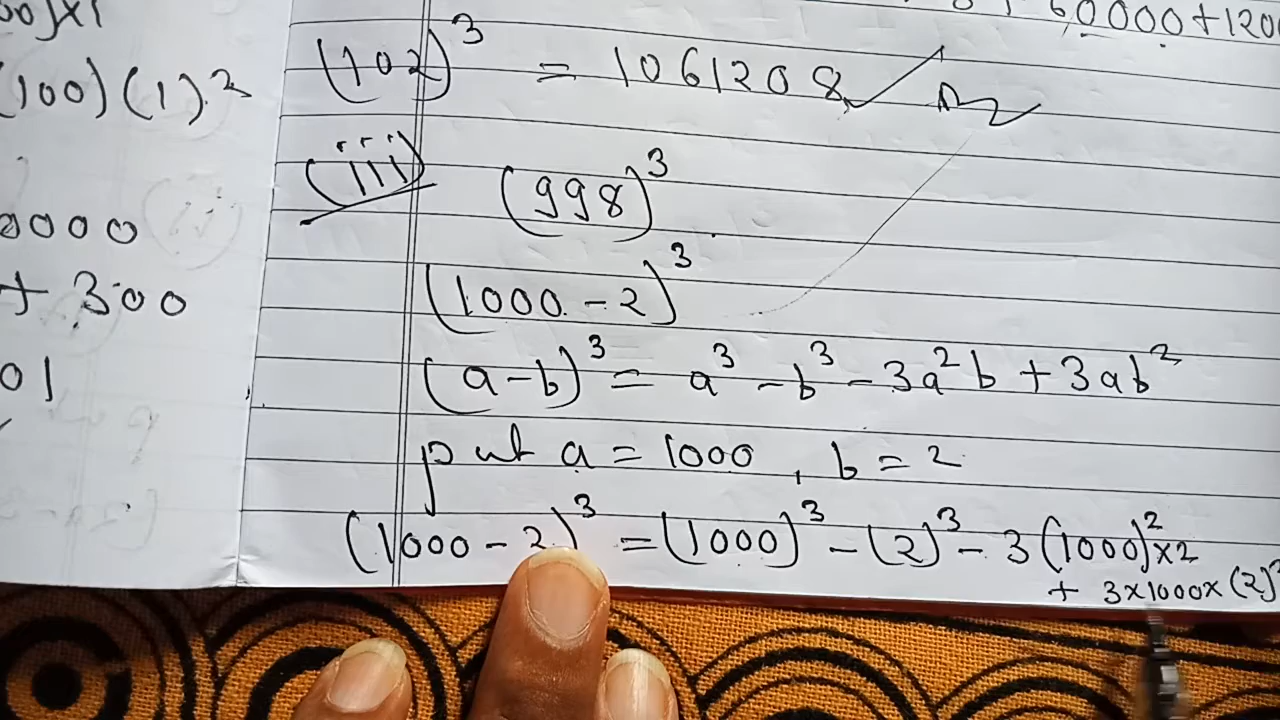 60000+120
(100)(1)²
(102)³ = 1061208
(iii) (998)³
0000
+300
01
(1000-2)³
(a-b)³ = a³-b³-3a²b+3ab²
put a=1000, b=2
(1000-2)³ = (1000)³-(2)³-3(1000)²×2
+ 3×1000×(2)